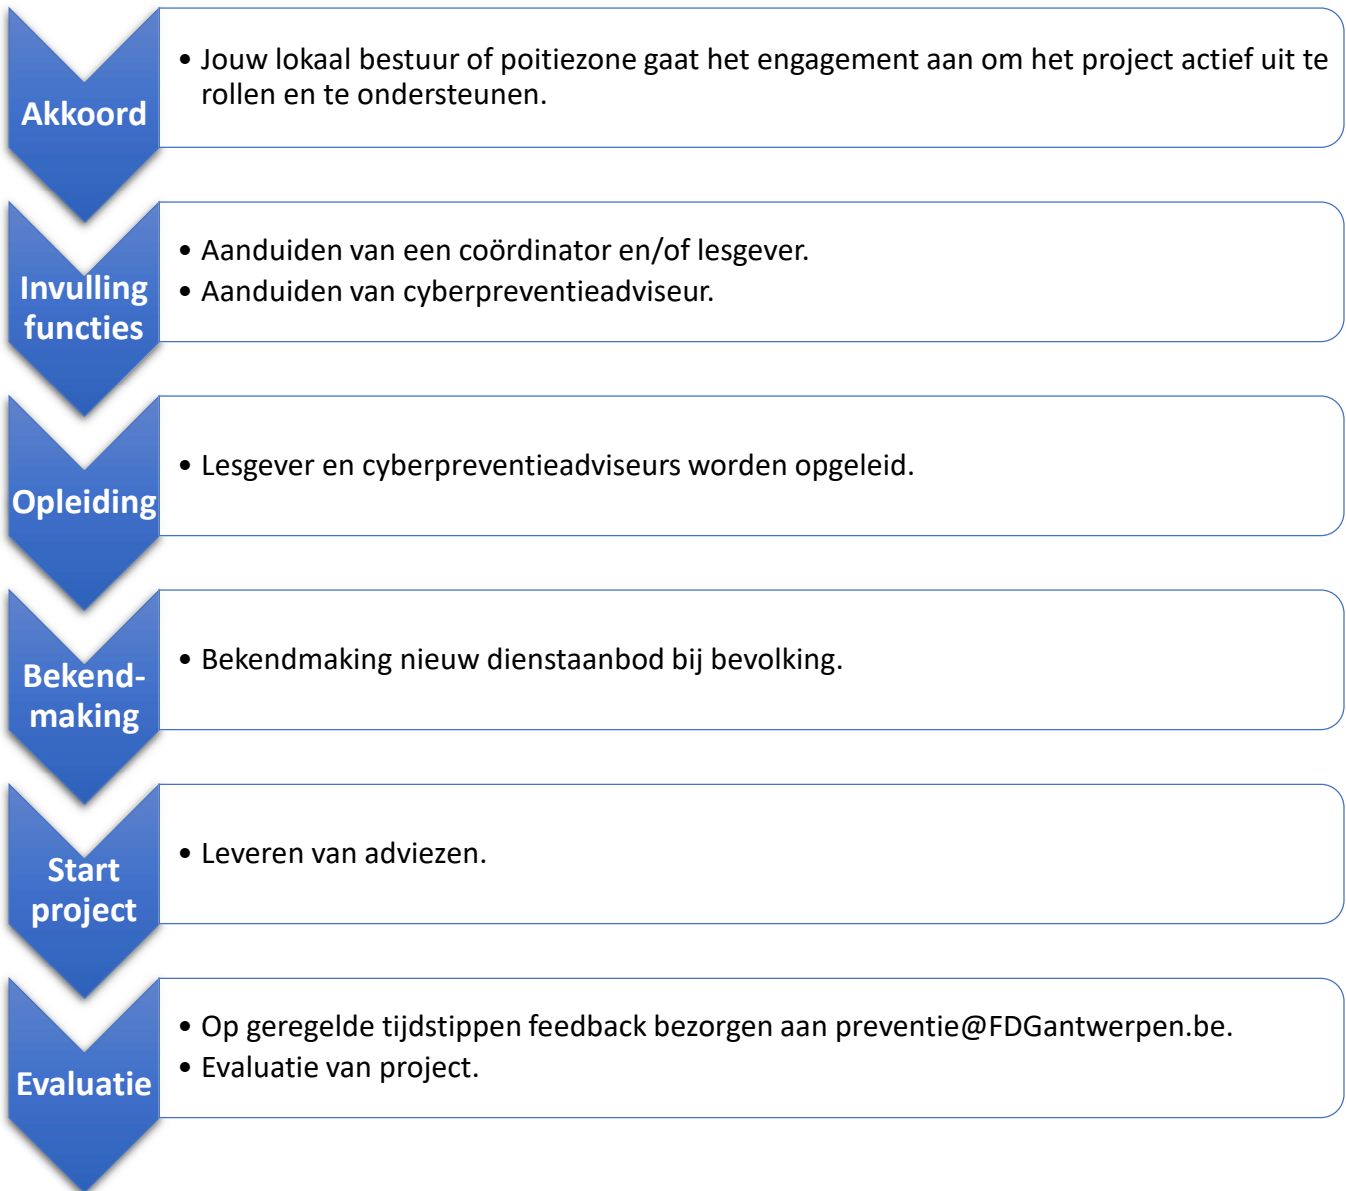 Akkoord
• Jouw lokaal bestuur of poitiezone gaat het engagement aan om het project actief uit te
rollen en te ondersteunen.
Invulling
functies
• Aanduiden van een coördinator en/of lesgever.
• Aanduiden van cyberpreventieadviseur.
Opleiding
• Lesgever en cyberpreventieadviseurs worden opgeleid.
Bekend-
making
• Bekendmaking nieuw dienstaanbod bij bevolking.
Start
project
• Leveren van adviezen.
Evaluatie
• Op geregelde tijdstippen feedback bezorgen aan preventie@FDGantwerpen.be.
• Evaluatie van project.